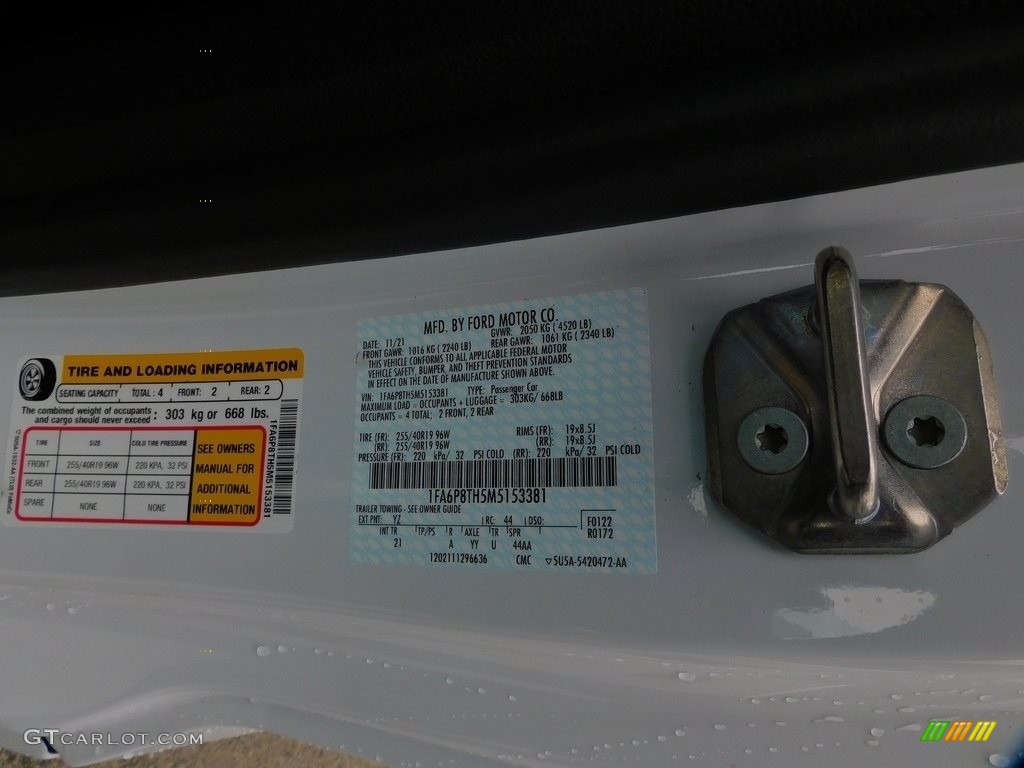 TIRE AND LOADING INFORMATION
SEATING CAPACITY TOTAL: 4 FRONT: 2 REAR: 2
The combined weight of occupants and cargo should never exceed : 303 kg or 668 lbs.
TIRE SIZE COLD TIRE PRESSURE
FRONT 255/40R19 96W 220 KPA, 32 PSI
REAR 255/40R19 96W 220 KPA, 32 PSI
SPARE NONE NONE
SEE OWNERS
MANUAL FOR
ADDITIONAL
INFORMATION
1FA6P8TH5M5153381
MFD. BY FORD MOTOR CO.
DATE: 11/21 GVWR: 2050 KG ( 4520 LB)
FRONT GAWR: 1016 KG ( 2240 LB) REAR GAWR: 1061 KG ( 2340 LB)
THIS VEHICLE CONFORMS TO ALL APPLICABLE FEDERAL MOTOR
VEHICLE SAFETY, BUMPER, AND THEFT PREVENTION STANDARDS
IN EFFECT ON THE DATE OF MANUFACTURE SHOWN ABOVE.
VIN: 1FA6P8TH5M5153381 TYPE: Passenger Car
MAXIMUM LOAD = OCCUPANTS + LUGGAGE = 303KG/ 668LB
OCCUPANTS = 4 TOTAL; 2 FRONT, 2 REAR
TIRE (FR): 255/40R19 96W RIMS (FR): 19x8.5J
(RR): 255/40R19 96W (RR): 19x8.5J
PRESSURE (FR): 220 kPa/ 32 PSI COLD (RR): 220 kPa/ 32 PSI COLD
1FA6P8TH5M5153381
TRAILER TOWING - SEE OWNER GUIDE
EXT PNT: YZ RC: 44 DSO: F0122
INT TR TP/PS R AXLE TR SPR R0172
21 A YY U 44AA
1202111296636 CMC ▽5U5A-5420472-AA
GTCARLOT.COM